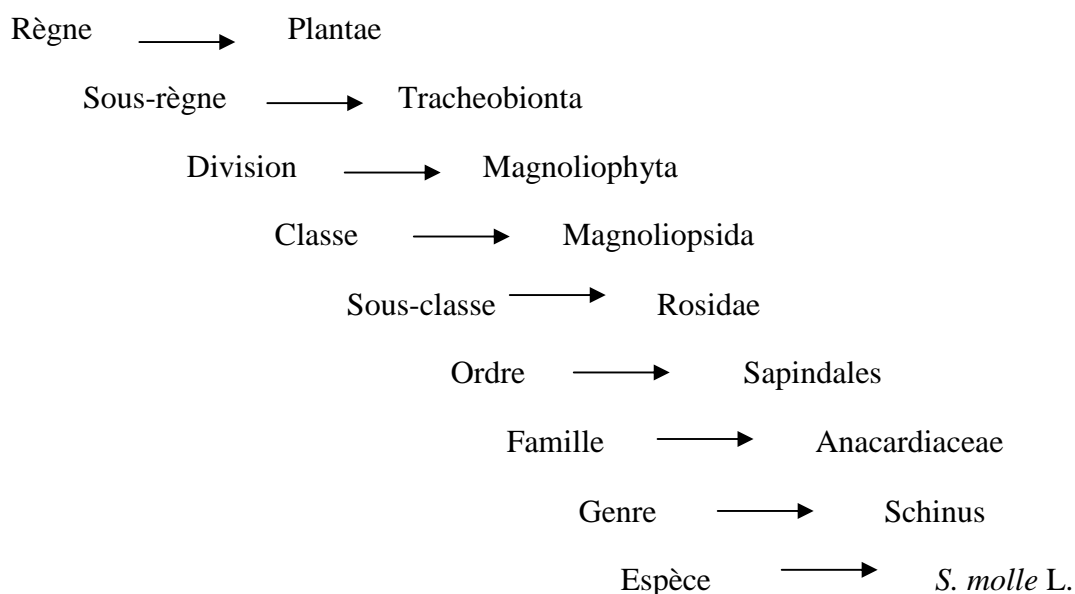 Règne Plantae
Sous-règne Tracheobionta
Division Magnoliophyta
Classe Magnoliopsida
Sous-classe Rosidae
Ordre Sapindales
Famille Anacardiaceae
Genre Schinus
Espèce S. molle L.